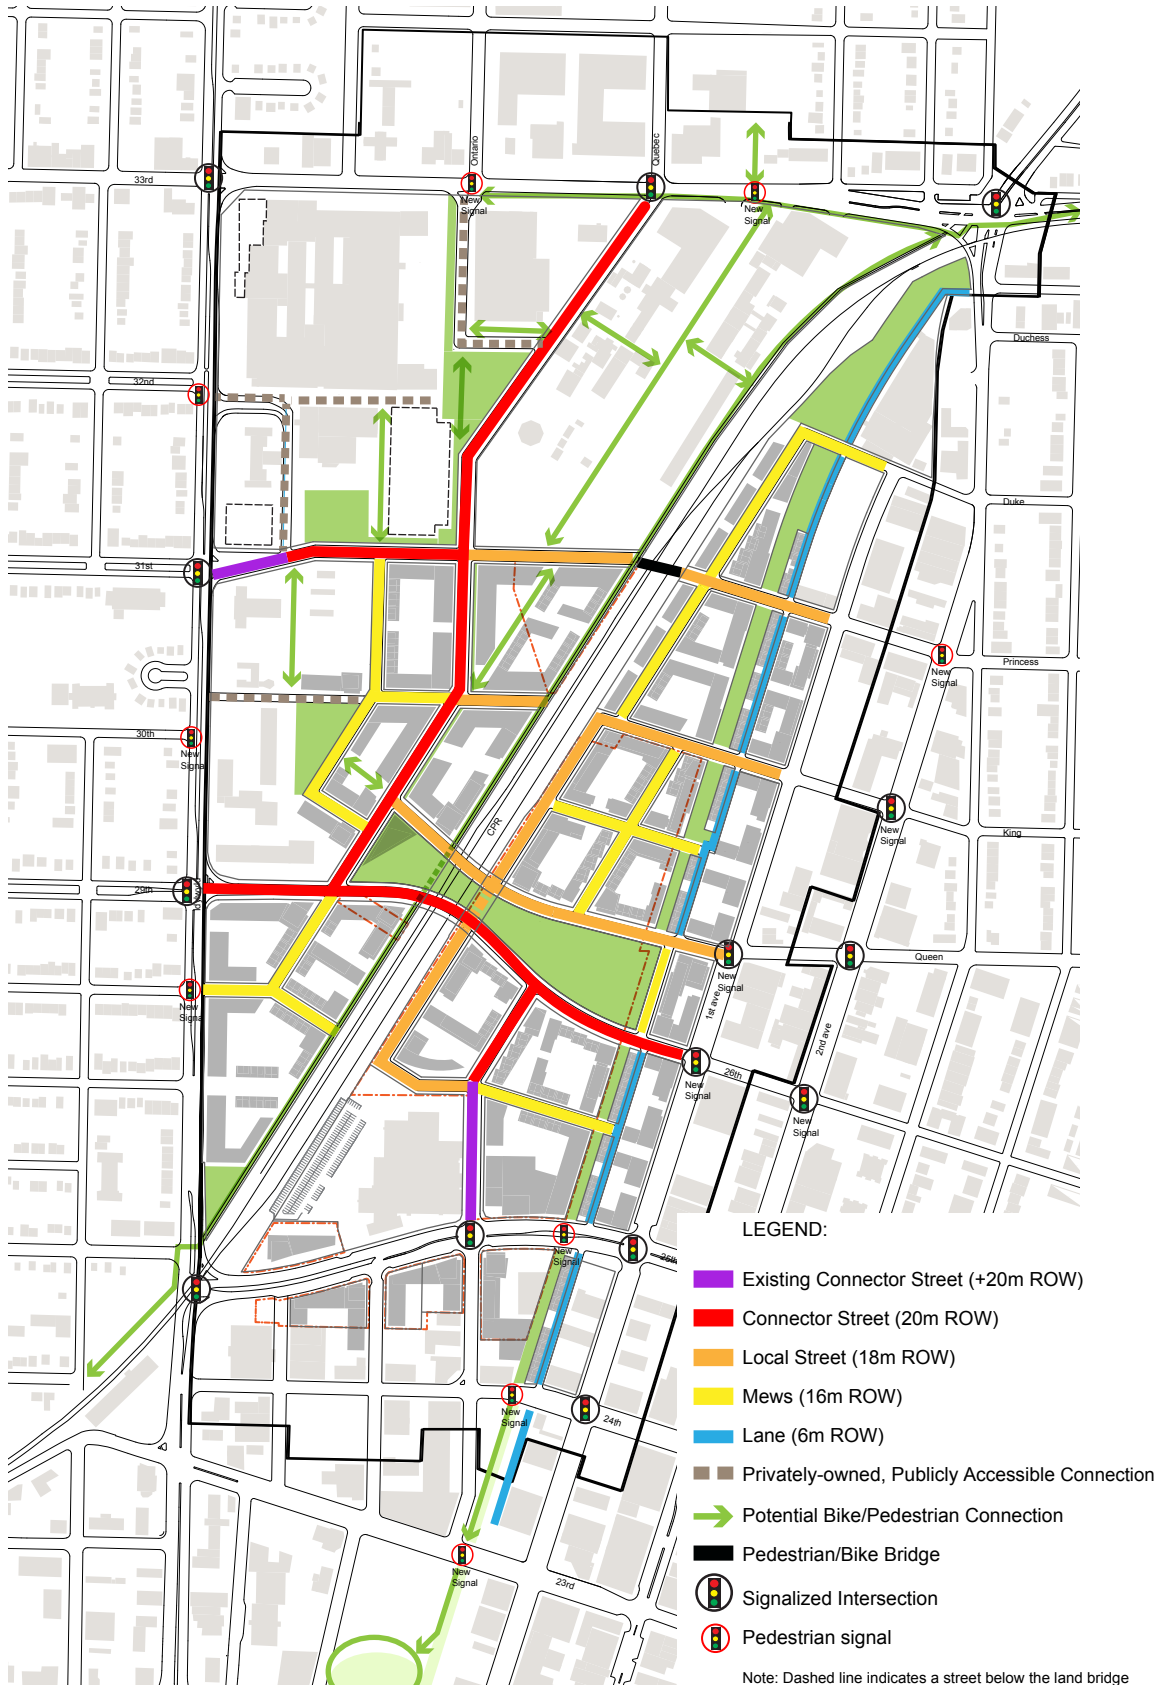 Ontario
Quebec
33rd
New
Signal
New
Signal
Duchess
32nd
Duke
31st
Princess
New
Signal
30th
New
Signal
CPR
New
Signal
King
29th
Queen
New
Signal
New
Signal
1st ave
2nd ave
26th
New
Signal
New
Signal
New
Signal
25th
24th
New
Signal
23rd
New
Signal
LEGEND:
Existing Connector Street (+20m ROW)
Connector Street (20m ROW)
Local Street (18m ROW)
Mews (16m ROW)
Lane (6m ROW)
Privately-owned, Publicly Accessible Connection
Potential Bike/Pedestrian Connection
Pedestrian/Bike Bridge
Signalized Intersection
Pedestrian signal
Note: Dashed line indicates a street below the land bridge